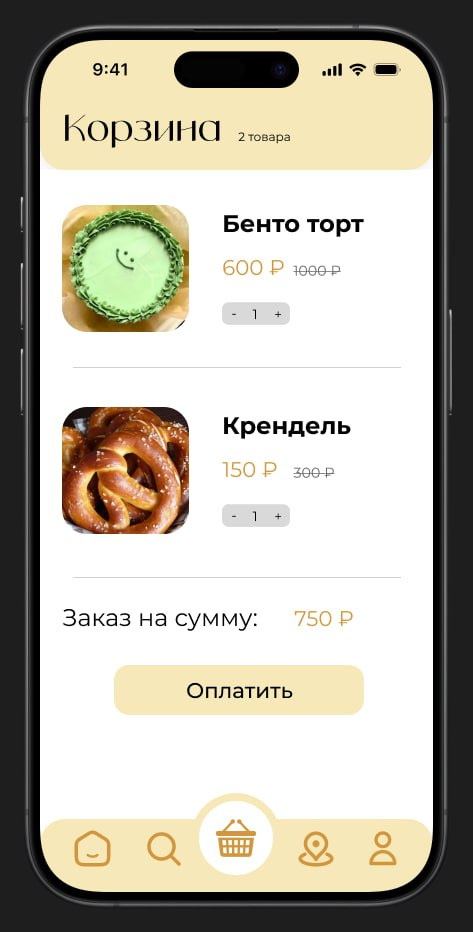 9:41
Корзина 2 товара
Бенто торт
600 ₽ 1000 ₽
- 1 +
Крендель
150 ₽ 300 ₽
- 1 +
Заказ на сумму: 750 ₽
Оплатить